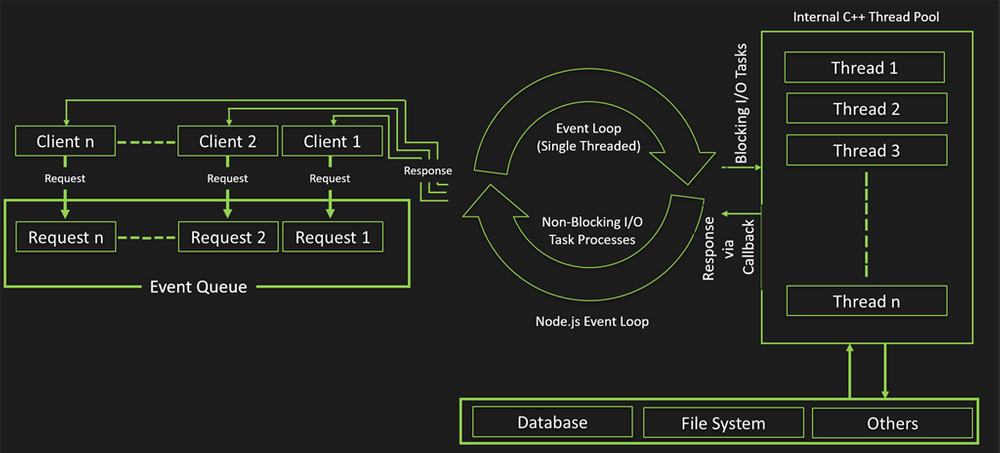 Internal C++ Thread Pool
Client n
Client 2
Client 1
Request
Request
Request
Response
Request n
Request 2
Request 1
Event Queue
Event Loop
(Single Threaded)
Non-Blocking I/O
Task Processes
Node.js Event Loop
Blocking I/O Tasks
Response
via
Callback
Thread 1
Thread 2
Thread 3
Thread n
Database
File System
Others